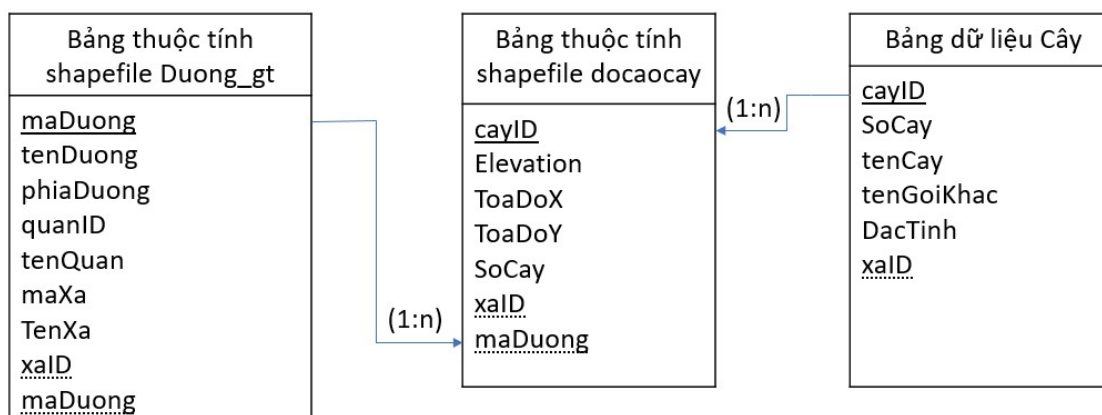 Bảng thuộc tính
shapefile Duong_gt
maDuong
tenDuong
phiaDuong
quanID
tenQuan
maXa
TenXa
xaID
maDuong
(1:n)
Bảng thuộc tính
shapefile docaocay
cayID
Elevation
ToaDoX
ToaDoY
SoCay
xaID
maDuong
(1:n)
Bảng dữ liệu Cây
cayID
SoCay
tenCay
tenGoiKhac
DacTinh
xaID